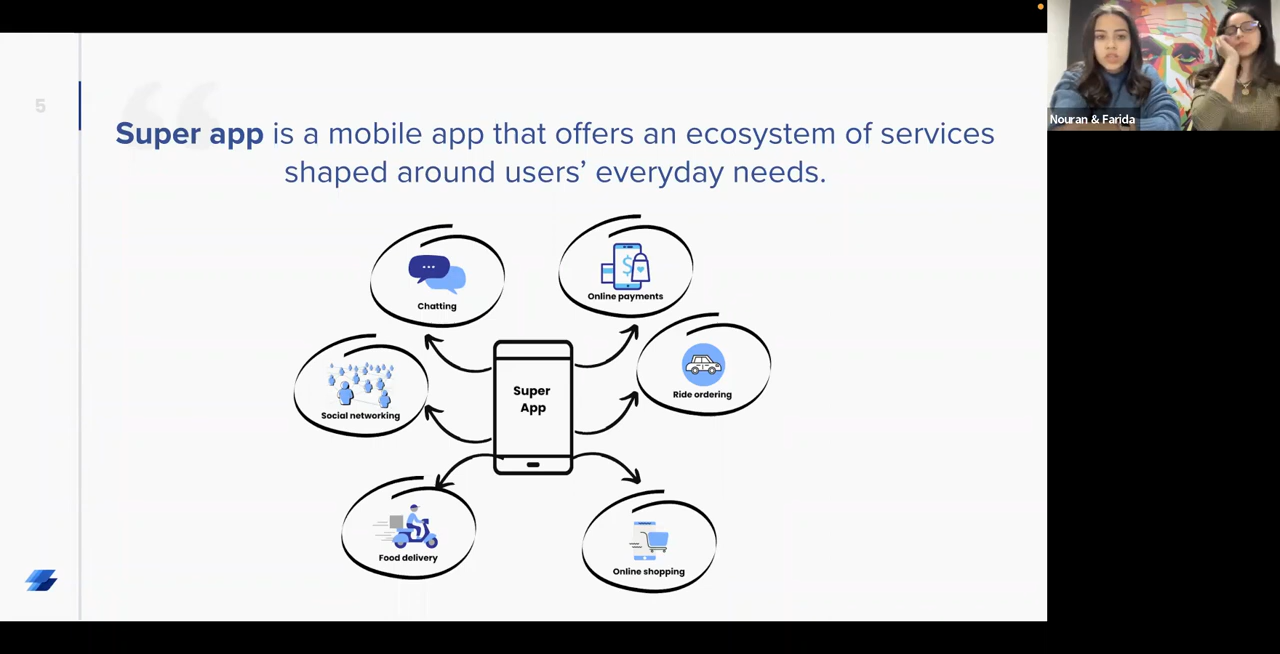 5
Super app is a mobile app that offers an ecosystem of services
shaped around users’ everyday needs.
Chatting
Online payments
Social networking
Super
App
Ride ordering
Food delivery
Online shopping
Nouran & Farida